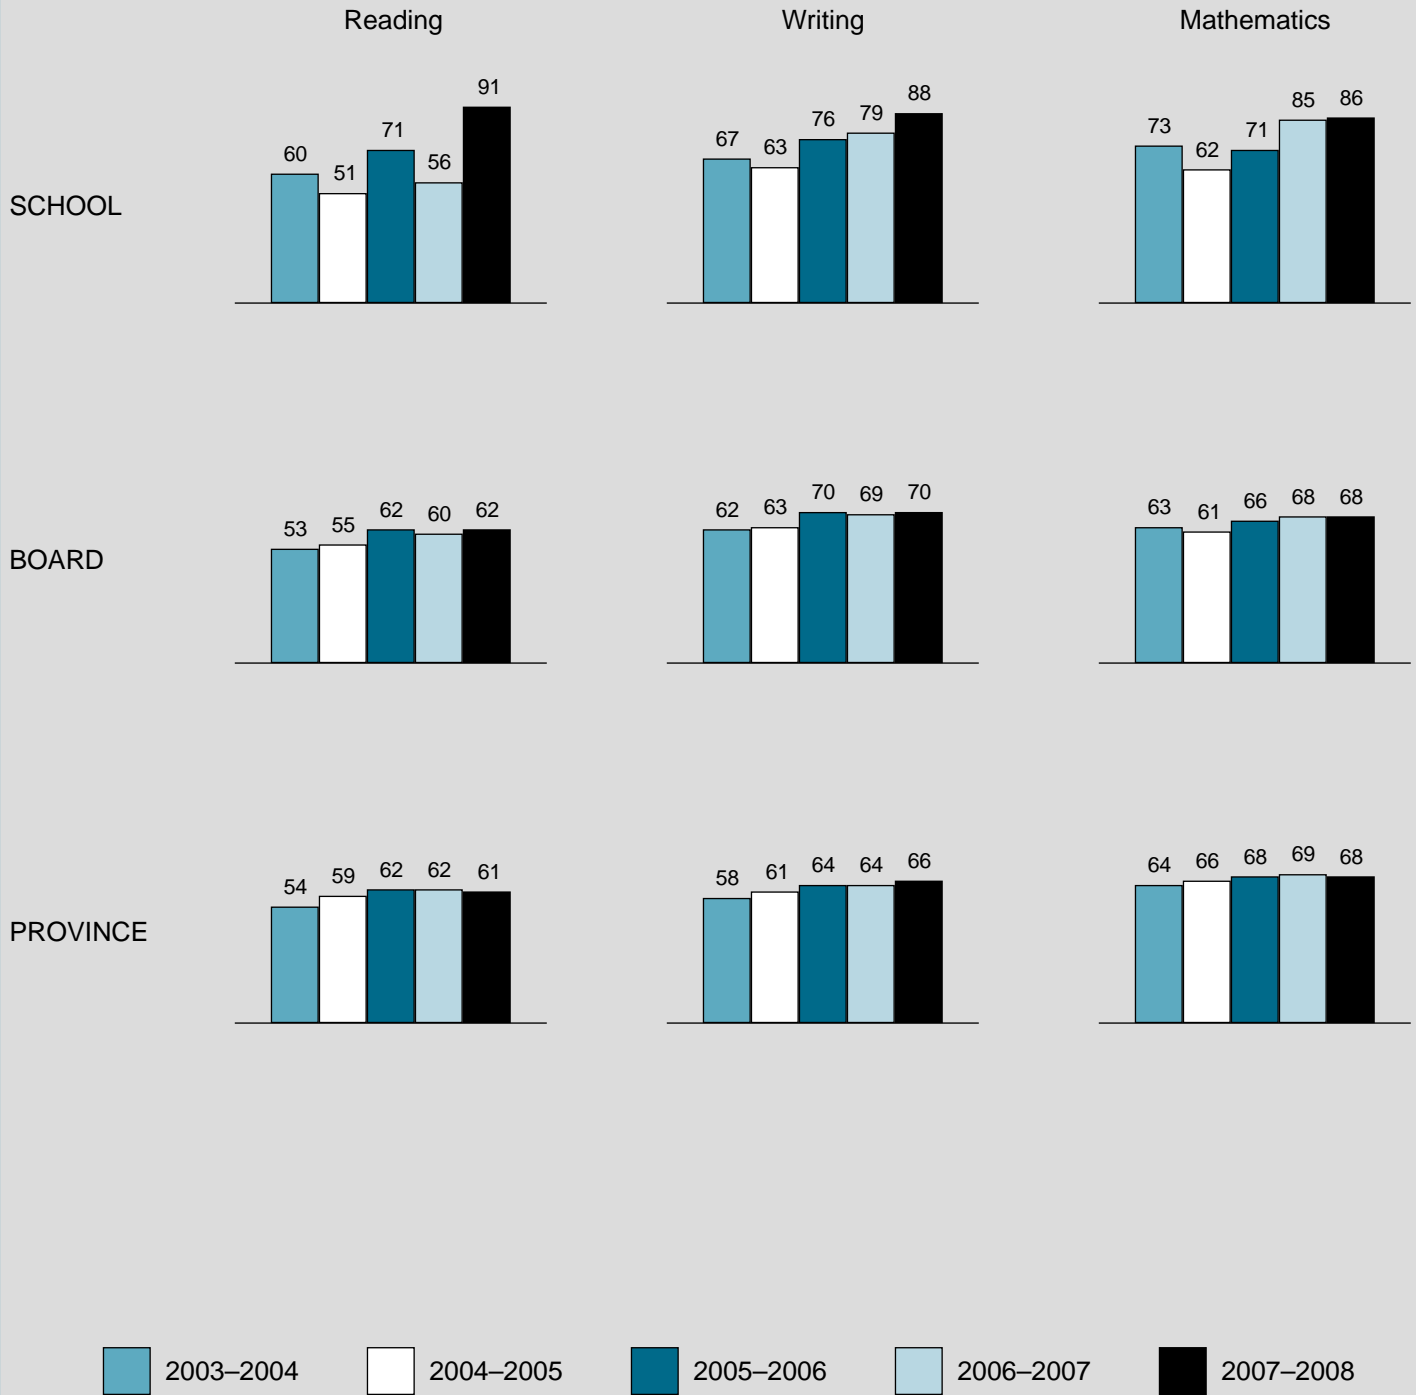 Reading Writing Mathematics
SCHOOL
60 51 71 56 91
67 63 76 79 88
73 62 71 85 86
BOARD
53 55 62 60 62
62 63 70 69 70
63 61 66 68 68
PROVINCE
54 59 62 62 61
58 61 64 64 66
64 66 68 69 68
2003–2004 2004–2005 2005–2006 2006–2007 2007–2008